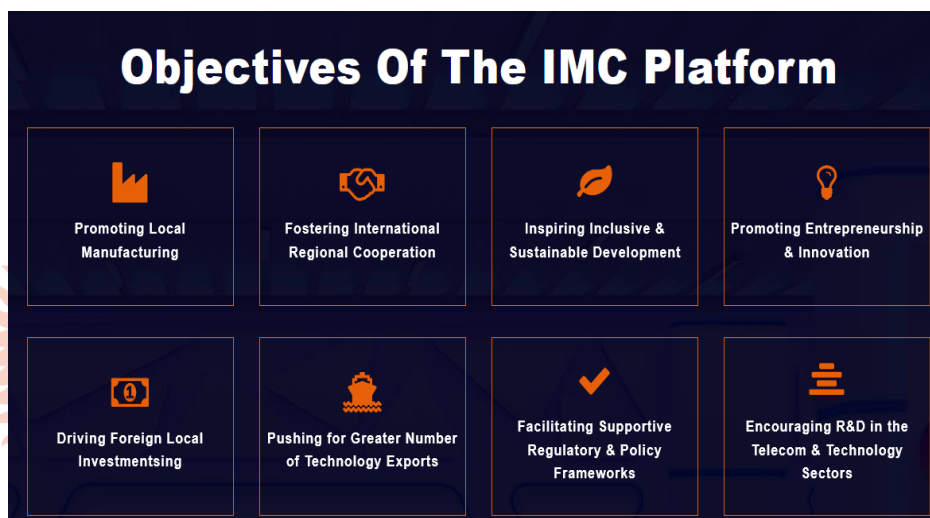 Objectives Of The IMC Platform
Promoting Local
Manufacturing
Fostering International
Regional Cooperation
Inspiring Inclusive &
Sustainable Development
Promoting Entrepreneurship
& Innovation
1
Driving Foreign Local
Investmentsing
Pushing for Greater Number
of Technology Exports
Facilitating Supportive
Regulatory & Policy
Frameworks
Encouraging R&D in the
Telecom & Technology
Sectors